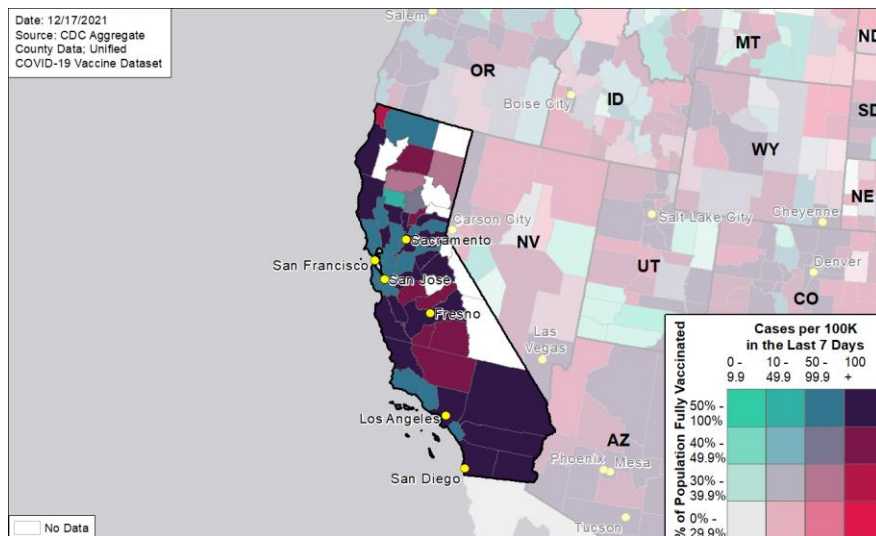 Date: 12/17/2021
Source: CDC Aggregate
County Data; Unified
COVID-19 Vaccine Dataset
Salem
OR
Boise City
ID
MT
ND
SD
WY
NE
Cheyenne
Carson City
NV
Salt Lake City
UT
Denver
CO
Sacramento
San Francisco
San Jose
Fresno
Las
Vegas
Los Angeles
San Diego
AZ
Phoenix
Mesa
Tucson
Cases per 100K
in the Last 7 Days
0 - 10 - 50 - 100
9.9 49.9 99.9 +
% of Population Fully Vaccinated
50% -
100%
40% -
49.9%
30% -
39.9%
0% -
29.9%
No Data